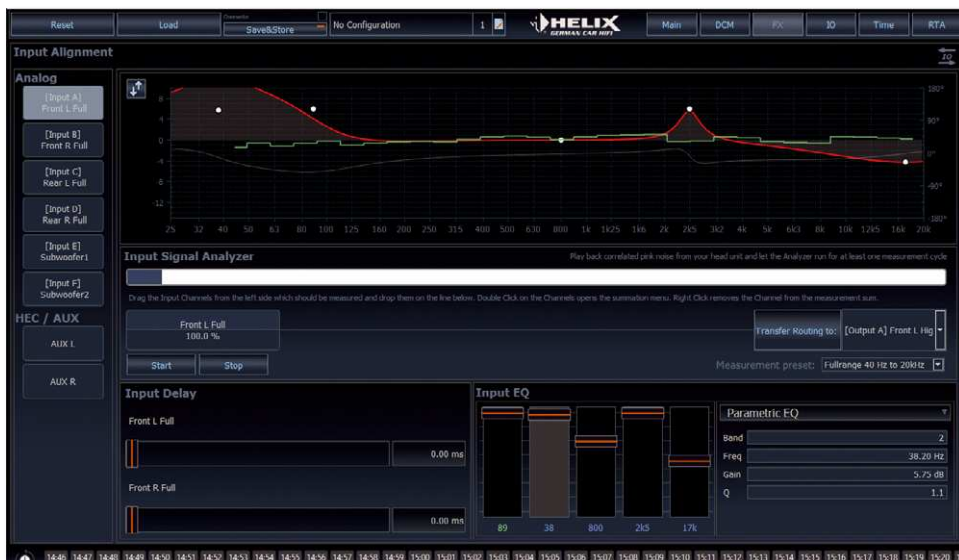 Reset
Load
Save&Store
No Configuration
1
HELIX
GERMAN CAR HIFI
Main
DCM
FX
IO
Time
RTA
Input Alignment
IO
Analog
[Input A]
Front L Full
[Input B]
Front R Full
[Input C]
Rear L Full
[Input D]
Rear R Full
[Input E]
Subwoofer1
[Input F]
Subwoofer2
HEC / AUX
AUX L
AUX R
8
4
0
-4
-8
-12
180°
90°
0°
-90°
-180°
25 32 40 50 63 80 100 125 160 200 250 315 400 500 630 800 1k 1k25 1k6 2k 2k5 3k2 4k 5k 6k3 8k 10k 12k5 16k 20k
Input Signal Analyzer
Play back correlated pink noise from your head unit and let the Analyzer run for at least one measurement cycle
Drag the Input Channels from the left side which should be measured and drop them on the line below. Double Click on the Channels opens the summation menu. Right Click removes the Channel from the measurement sum.
Front L Full
100.0 %
Transfer Routing to:
[Output A] Front L Hig
Start
Stop
Measurement preset:
Fullrange 40 Hz to 20kHz
Input Delay
Front L Full
0.00 ms
Front R Full
0.00 ms
Input EQ
89 38 800 2k5 17k
Parametric EQ
Band 2
Freq 38.20 Hz
Gain 5.75 dB
Q 1.1
14:46 14:47 14:48 14:49 14:50 14:51 14:52 14:53 14:54 14:55 14:56 14:57 14:58 14:59 15:00 15:01 15:02 15:03 15:04 15:05 15:06 15:07 15:08 15:09 15:10 15:11 15:12 15:13 15:14 15:15 15:16 15:17 15:18 15:19 15:20